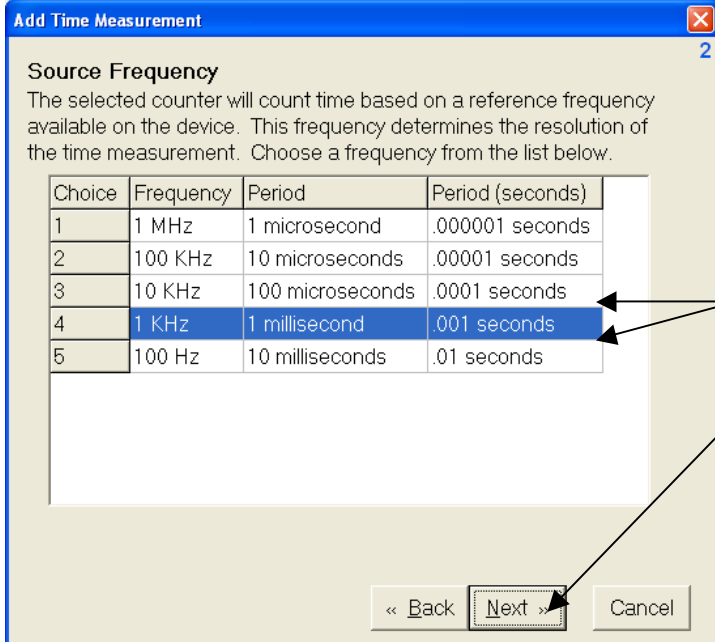 Add Time Measurement
2
Source Frequency
The selected counter will count time based on a reference frequency
available on the device. This frequency determines the resolution of
the time measurement. Choose a frequency from the list below.
Choice Frequency Period Period (seconds)
1 1 MHz 1 microsecond .000001 seconds
2 100 KHz 10 microseconds .00001 seconds
3 10 KHz 100 microseconds .0001 seconds
4 1 KHz 1 millisecond .001 seconds
5 100 Hz 10 milliseconds .01 seconds
« Back Next » Cancel